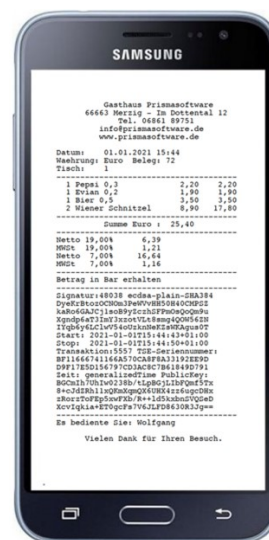 SAMSUNG
Gasthaus Prismasoftware
66663 Merzig - Im Dottental 12
Tel. 06861 89751
info@prismasoftware.de
www.prismasoftware.de
Datum: 01.01.2021 15:44
Waehrung: Euro Beleg: 72
Tisch: 1
1 Pepsi 0,3 2,20 2,20
1 Evian 0,2 1,90 1,90
1 Bier 0,5 3,50 3,50
2 Wiener Schnitzel 8,90 17,80
Summe Euro : 25,40
Netto 19,00% 6,39
MWSt 19,00% 1,21
Netto 7,00% 16,64
MWSt 7,00% 1,16
Betrag in Bar erhalten
Signatur:48038 ecdsa-plain-SHA384
Start: 2021-01-01T15:44:43+01:00
Stop: 2021-01-01T15:44:50+01:00
Transaktion:5557 TSE-Seriennummer:
Zeit: generalizedTime PublicKey:
Es bediente Sie: Wolfgang
Vielen Dank für Ihren Besuch.